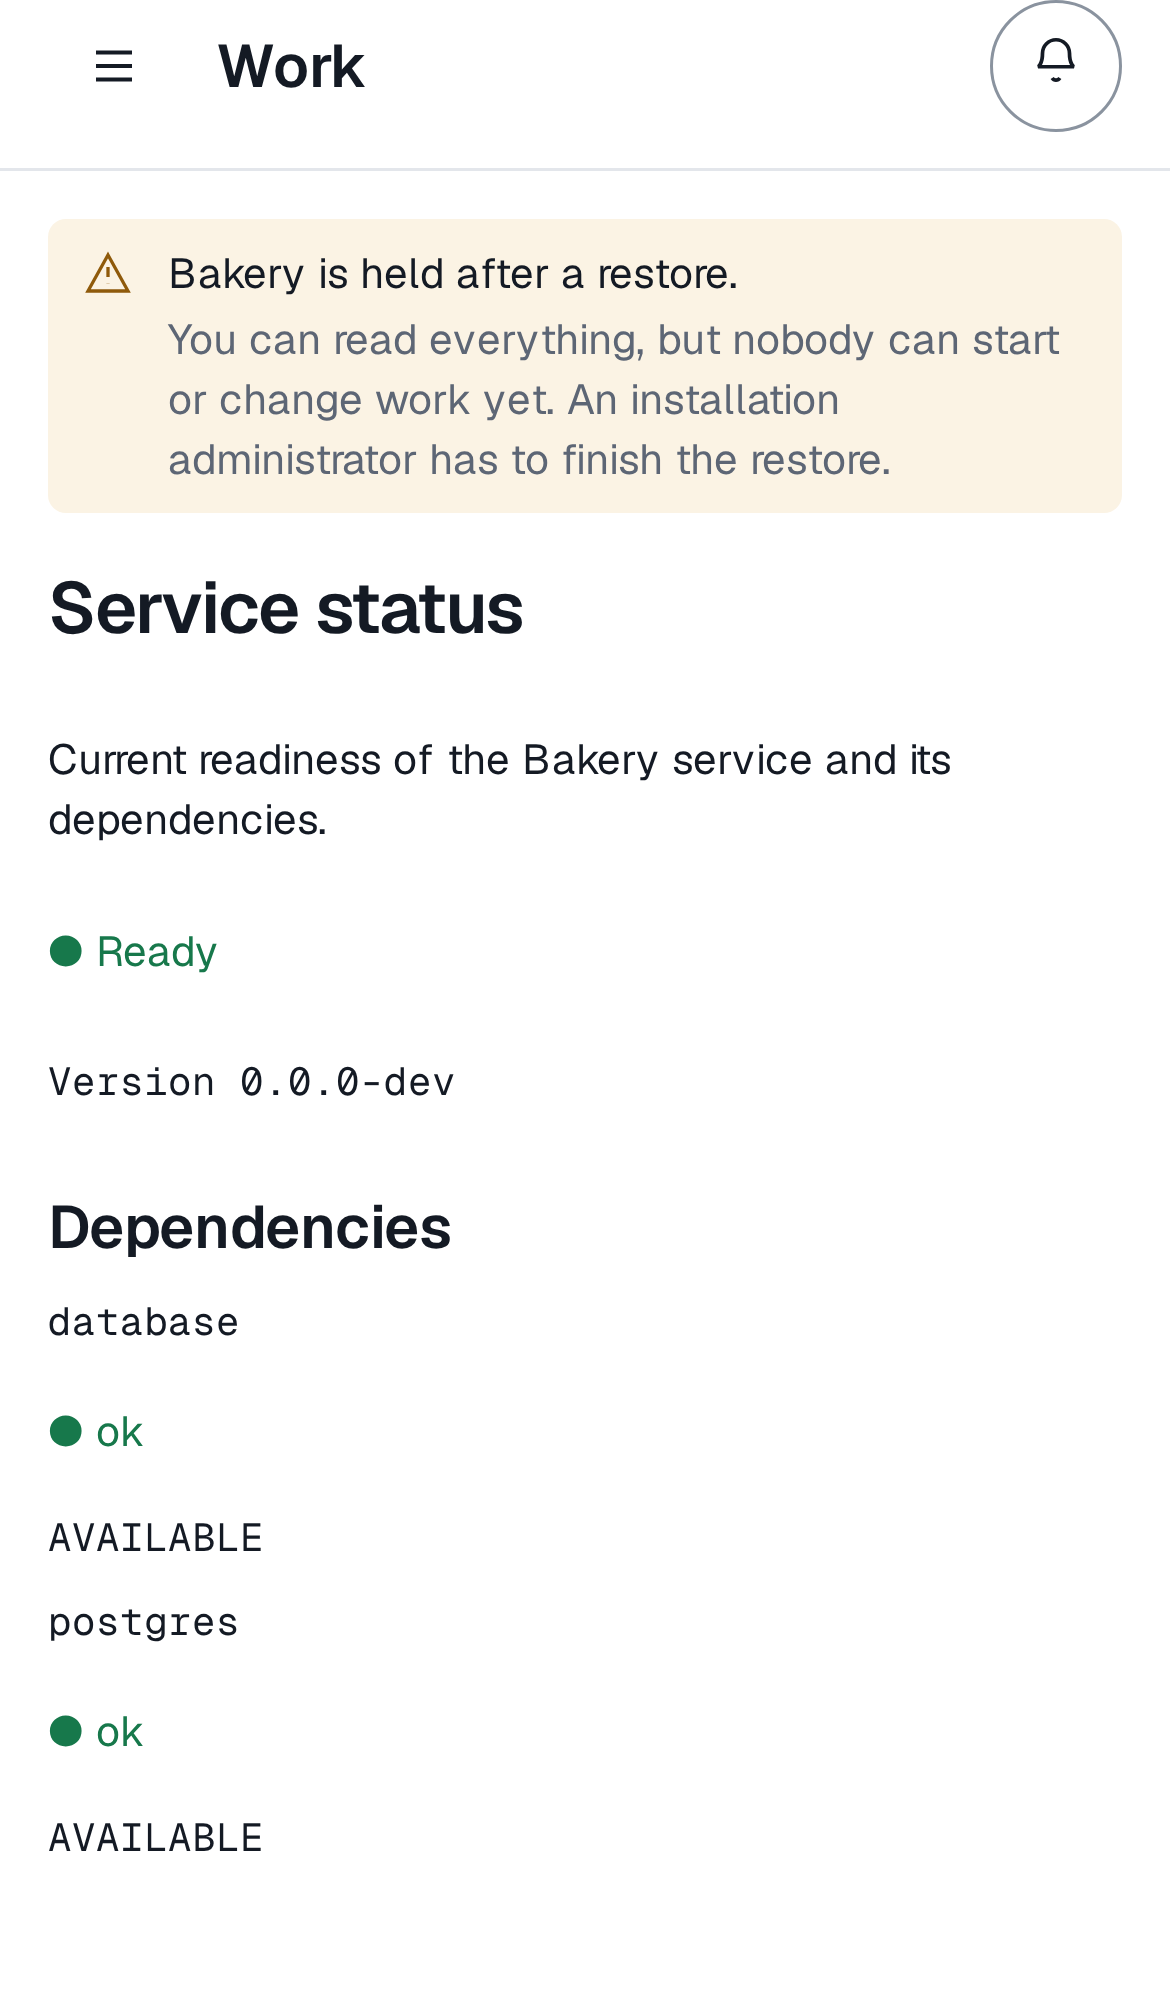 Work
Bakery is held after a restore.
You can read everything, but nobody can start
or change work yet. An installation
administrator has to finish the restore.
Service status
Current readiness of the Bakery service and its
dependencies.
Ready
Version 0.0.0-dev
Dependencies
database
ok
AVAILABLE
postgres
ok
AVAILABLE